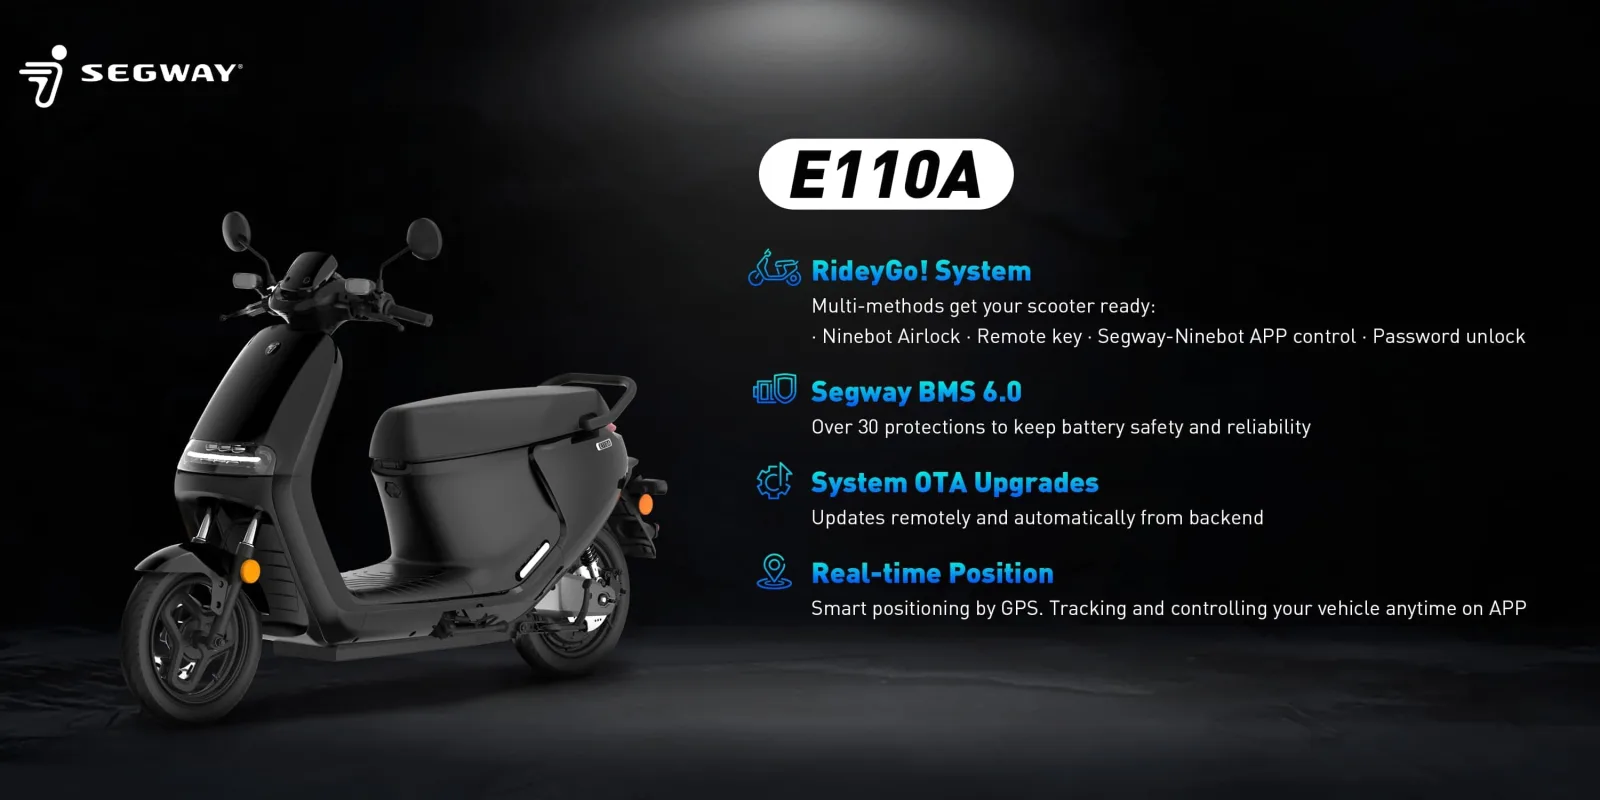 SEGWAY®
E110A
RideyGo! System
Multi-methods get your scooter ready:
· Ninebot Airlock · Remote key · Segway-Ninebot APP control · Password unlock
Segway BMS 6.0
Over 30 protections to keep battery safety and reliability
System OTA Upgrades
Updates remotely and automatically from backend
Real-time Position
Smart positioning by GPS. Tracking and controlling your vehicle anytime on APP